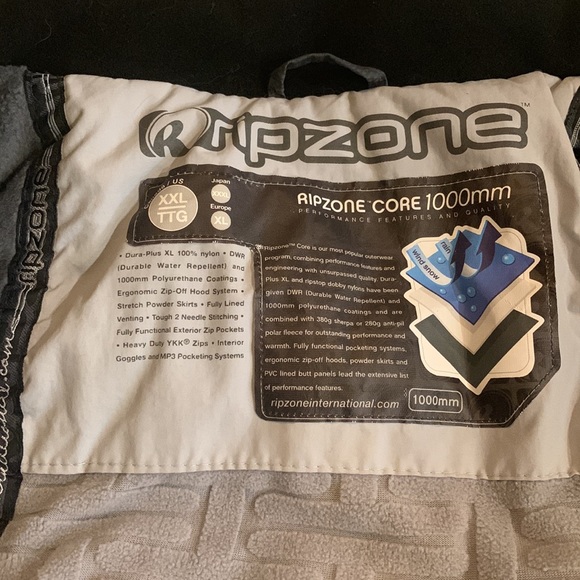 Ripzone™
US
XXL
TTG
Japan
Europe
XL
RIPZONE™ CORE 1000mm
PERFORMANCE FEATURES AND QUALITY
• Dura-Plus XL 100% nylon • DWR
(Durable Water Repellent) and
1000mm Polyurethane Coatings •
Ergonomic Zip-Off Hood System •
Stretch Powder Skirts • Fully Lined
Venting • Tough 2 Needle Stitching •
Fully Functional Exterior Zip Pockets
• Heavy Duty YKK® Zips • Interior
Goggles and MP3 Pocketing Systems
Ripzone™ Core is our most popular outerwear
program, combining performance features and
engineering with unsurpassed quality. Dura-
Plus XL and ripstop dobby nylons have been
given DWR (Durable Water Repellent) and
1000mm polyurethane coatings and are
combined with 380g sherpa or 280g anti-pil
polar fleece for outstanding performance and
warmth. Fully functional pocketing systems,
ergonomic zip-off hoods, powder skirts and
PVC lined butt panels lead the extensive list
of performance features.
ripzoneinternational.com
1000mm
rain
wind snow
ripzone